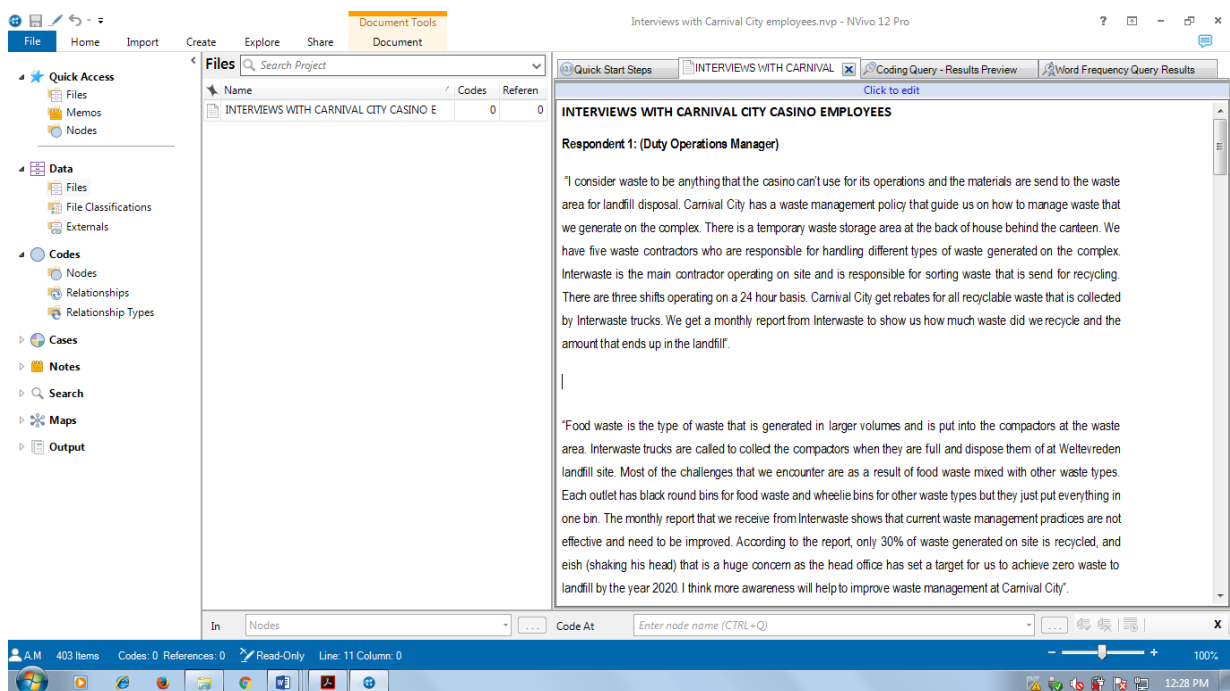 Document Tools
Interviews with Carnival City employees.nvp - NVivo 12 Pro
?
File Home Import Create Explore Share Document
Quick Access
Files
Memos
Nodes
Data
Files
File Classifications
Externals
Codes
Nodes
Relationships
Relationship Types
Cases
Notes
Search
Maps
Output
Files Search Project
Name Codes Referen
INTERVIEWS WITH CARNIVAL CITY CASINO E 0 0
Quick Start Steps INTERVIEWS WITH CARNIVAL Coding Query - Results Preview Word Frequency Query Results
Click to edit
INTERVIEWS WITH CARNIVAL CITY CASINO EMPLOYEES
Respondent 1: (Duty Operations Manager)
"I consider waste to be anything that the casino can't use for its operations and the materials are send to the waste
area for landfill disposal. Carnival City has a waste management policy that guide us on how to manage waste that
we generate on the complex. There is a temporary waste storage area at the back of house behind the canteen. We
have five waste contractors who are responsible for handling different types of waste generated on the complex.
Interwaste is the main contractor operating on site and is responsible for sorting waste that is send for recycling.
There are three shifts operating on a 24 hour basis. Carnival City get rebates for all recyclable waste that is collected
by Interwaste trucks. We get a monthly report from Interwaste to show us how much waste did we recycle and the
amount that ends up in the landfill".
"Food waste is the type of waste that is generated in larger volumes and is put into the compactors at the waste
area. Interwaste trucks are called to collect the compactors when they are full and dispose them of at Weltevreden
landfill site. Most of the challenges that we encounter are as a result of food waste mixed with other waste types.
Each outlet has black round bins for food waste and wheelie bins for other waste types but they just put everything in
one bin. The monthly report that we receive from Interwaste shows that current waste management practices are not
effective and need to be improved. According to the report, only 30% of waste generated on site is recycled, and
eish (shaking his head) that is a huge concern as the head office has set a target for us to achieve zero waste to
landfill by the year 2020. I think more awareness will help to improve waste management at Carnival City".
In Nodes ... Code At Enter node name (CTRL+Q) ... X
A.M 403 Items Codes: 0 References: 0 Read-Only Line: 11 Column: 0 100%
12:28 PM